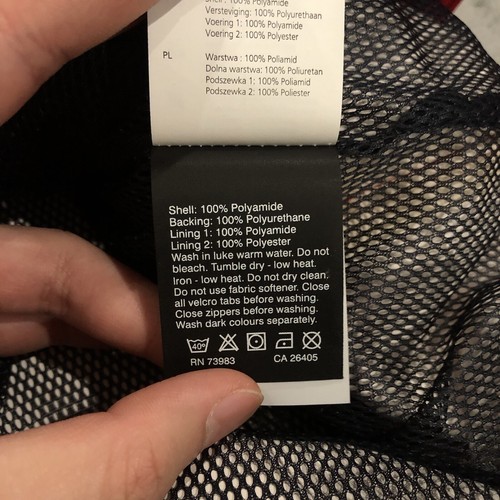 Shell: 100% Polyamide
Versteviging: 100% Polyurethaan
Voering 1: 100% Polyamide
Voering 2: 100% Polyester
PL
Warstwa : 100% Poliamid
Dolna warstwa: 100% Poliuretan
Podszewka 1: 100% Poliamid
Podszewka 2: 100% Poliester
Shell: 100% Polyamide
Backing: 100% Polyurethane
Lining 1: 100% Polyamide
Lining 2: 100% Polyester
Wash in luke warm water. Do not
bleach. Tumble dry - low heat.
Iron - low heat. Do not dry clean.
Do not use fabric softener. Close
all velcro tabs before washing.
Close zippers before washing.
Wash dark colours separately.
40°
RN 73983 CA 26405